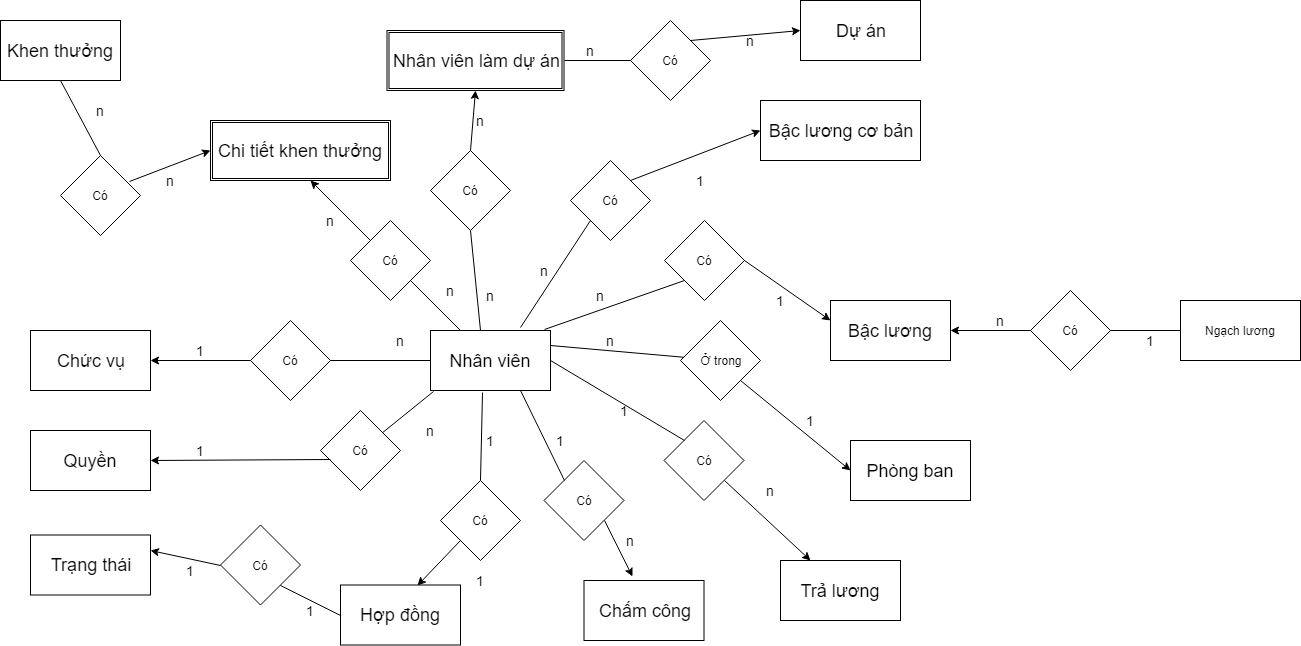 Dự án
Khen thưởng
Nhân viên làm dự án
n
Có
n
n
n
Bậc lương cơ bản
Chi tiết khen thưởng
n
Có
n
Có
Có
1
n
Có
Có
n
n
n
n
1
Bậc lương
n
Có
1
Ngạch lương
Chức vụ
1
Có
n
Nhân viên
n
Ở trong
1
Phòng ban
1
Có
n
Trả lương
Quyền
1
Có
n
1
Có
1
Hợp đồng
1
Có
n
Chấm công
Trạng thái
1
Có
1